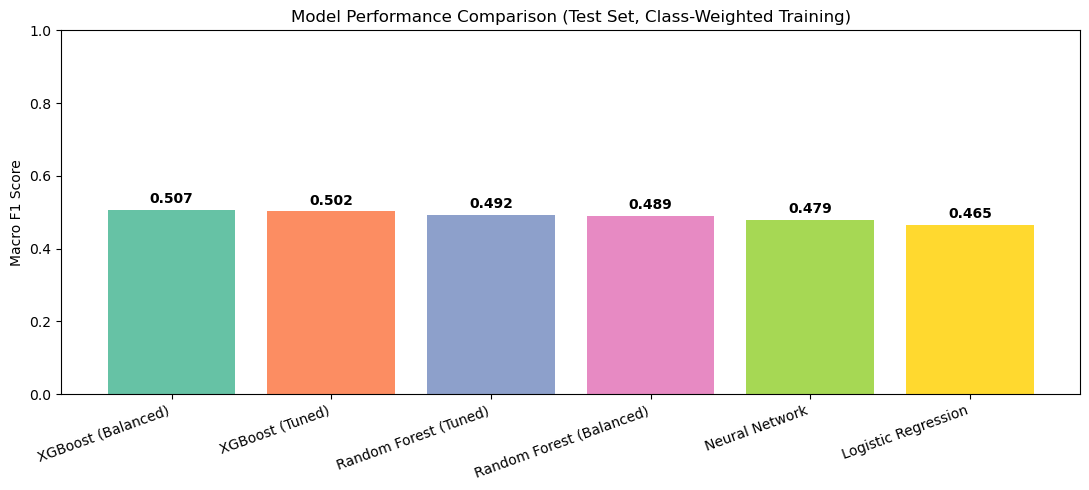 Model Performance Comparison (Test Set, Class-Weighted Training)
Macro F1 Score
1.0
0.8
0.6
0.4
0.2
0.0
0.507
0.502
0.492
0.489
0.479
0.465
XGBoost (Balanced)
XGBoost (Tuned)
Random Forest (Tuned)
Random Forest (Balanced)
Neural Network
Logistic Regression